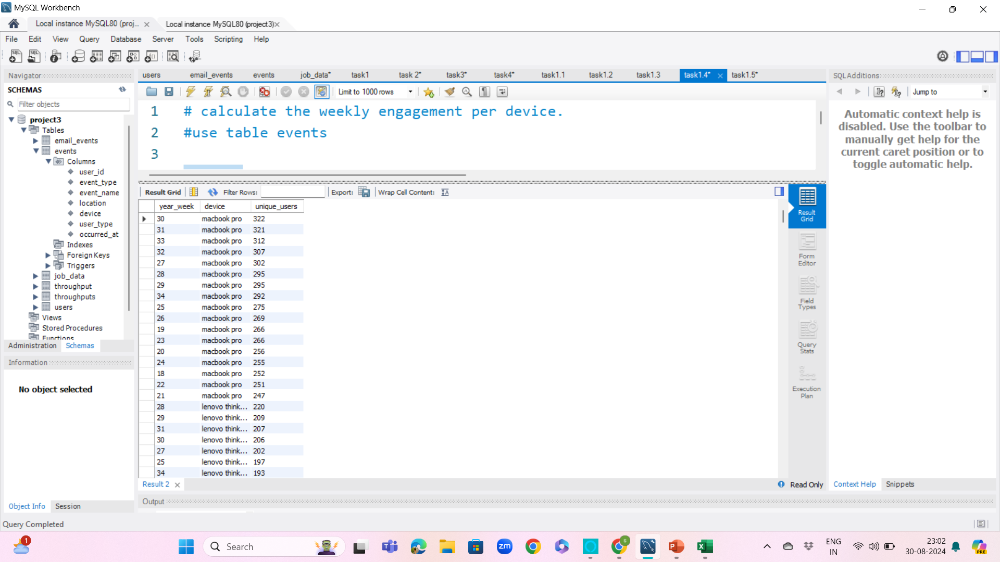 MySQL Workbench
Local instance MySQL80 (proj...
Local instance MySQL80 (project3)
File Edit View Query Database Server Tools Scripting Help
Navigator
SCHEMAS
Filter objects
project3
Tables
email_events
events
Columns
user_id
event_type
event_name
location
device
user_type
occurred_at
Indexes
Foreign Keys
Triggers
job_data
throughput
throughputs
users
Views
Stored Procedures
Functions
Administration Schemas
Information
No object selected
Object Info Session
Query Completed
users email_events events job_data* task1 task 2* task3* task4* task1.1 task1.2 task1.3 task1.4* task1.5*
Limit to 1000 rows
1 # calculate the weekly engagement per device.
2 #use table events
3
Result Grid Filter Rows: Export: Wrap Cell Content:
year_week device unique_users
30 macbook pro 322
31 macbook pro 321
33 macbook pro 312
32 macbook pro 307
27 macbook pro 302
28 macbook pro 295
29 macbook pro 295
34 macbook pro 292
25 macbook pro 275
26 macbook pro 269
19 macbook pro 266
23 macbook pro 266
20 macbook pro 256
24 macbook pro 255
18 macbook pro 252
22 macbook pro 251
21 macbook pro 247
28 lenovo think... 220
29 lenovo think... 209
31 lenovo think... 207
30 lenovo think... 206
27 lenovo think... 202
25 lenovo think... 197
34 lenovo think... 193
Result 2
Read Only
Output
Result
Grid
Form
Editor
Field
Types
Query
Stats
Execution
Plan
SQLAdditions
Jump to
Automatic context help is
disabled. Use the toolbar to
manually get help for the
current caret position or to
toggle automatic help.
Context Help Snippets
1
Search
zm
S
ENG
IN
23:02
30-08-2024
PRE